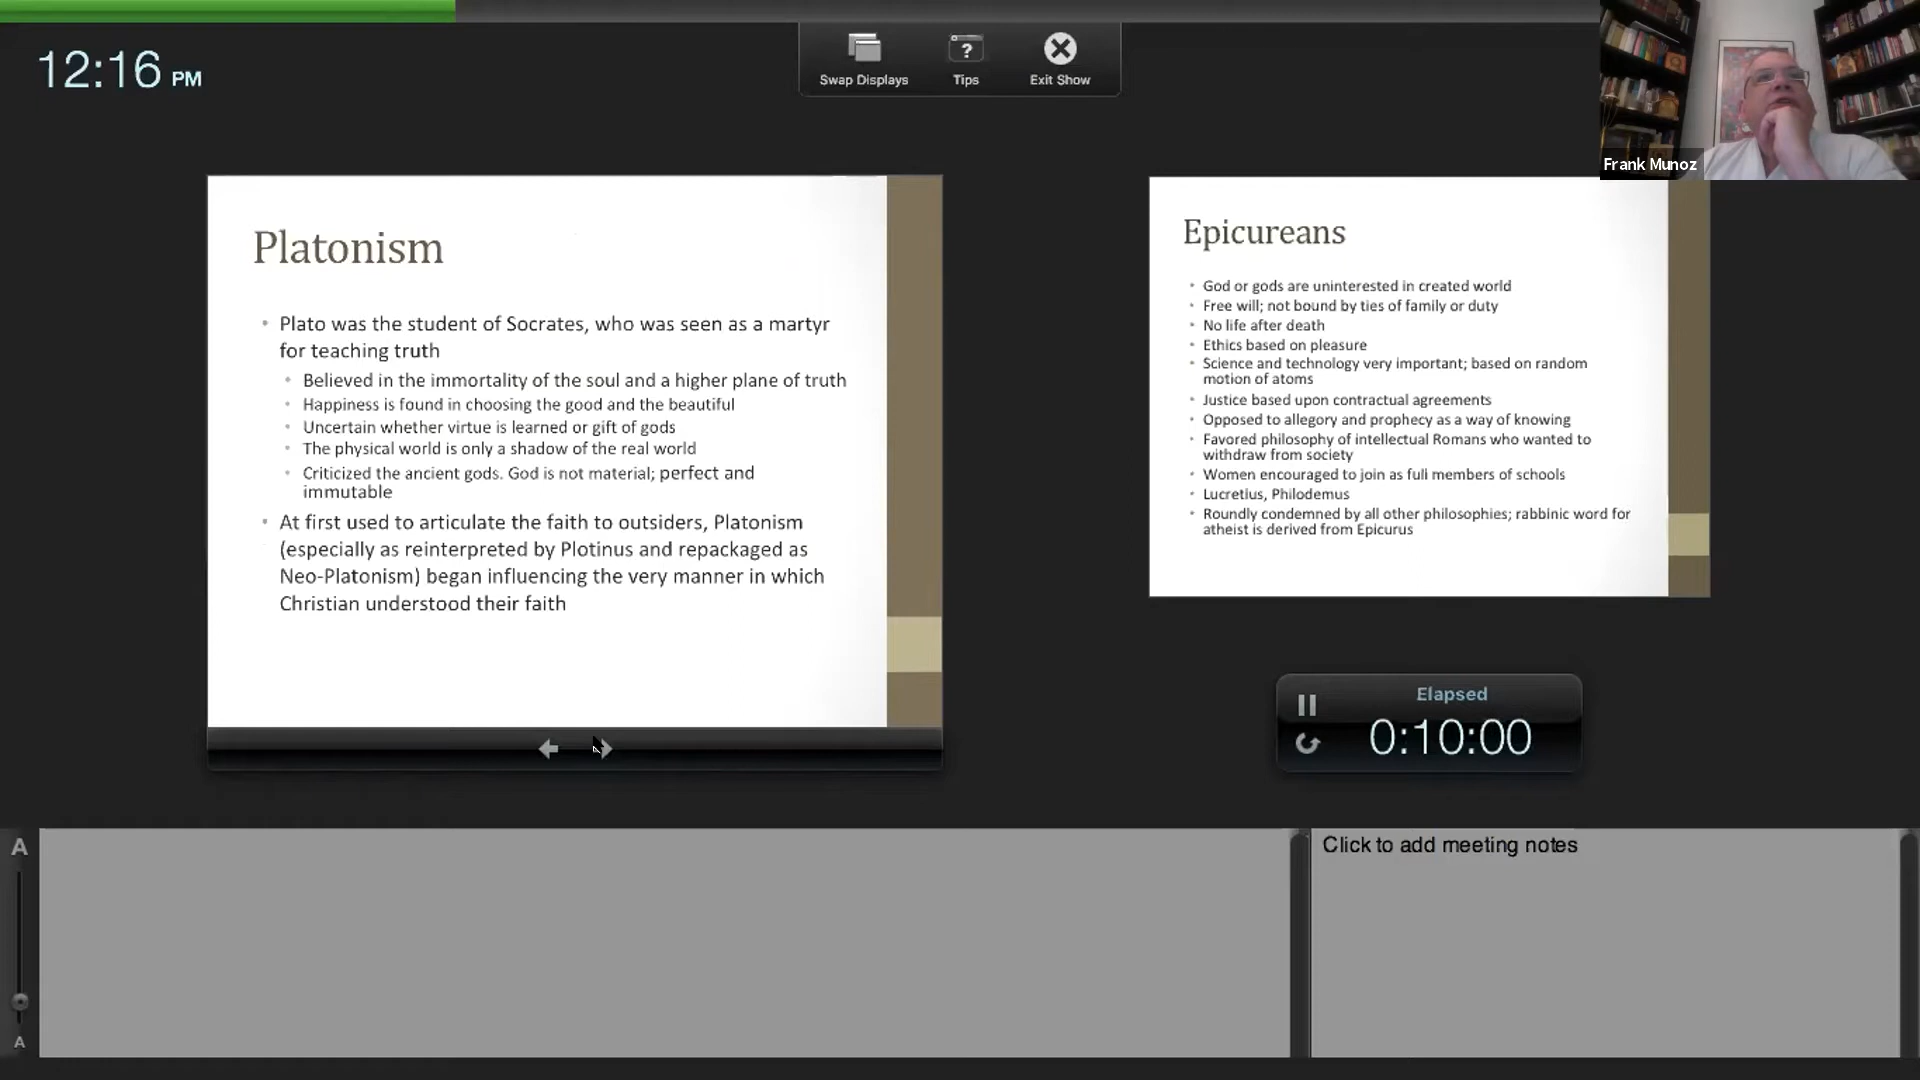 12:16 PM
Swap Displays
Tips
Exit Show
Frank Munoz
Platonism
• Plato was the student of Socrates, who was seen as a martyr
for teaching truth
• Believed in the immortality of the soul and a higher plane of truth
• Happiness is found in choosing the good and the beautiful
• Uncertain whether virtue is learned or gift of gods
• The physical world is only a shadow of the real world
• Criticized the ancient gods. God is not material; perfect and
immutable
• At first used to articulate the faith to outsiders, Platonism
(especially as reinterpreted by Plotinus and repackaged as
Neo-Platonism) began influencing the very manner in which
Christian understood their faith
Epicureans
• God or gods are uninterested in created world
• Free will; not bound by ties of family or duty
• No life after death
• Ethics based on pleasure
• Science and technology very important; based on random
motion of atoms
• Justice based upon contractual agreements
• Opposed to allegory and prophecy as a way of knowing
• Favored philosophy of intellectual Romans who wanted to
withdraw from society
• Women encouraged to join as full members of schools
• Lucretius, Philodemus
• Roundly condemned by all other philosophies; rabbinic word for
atheist is derived from Epicurus
Elapsed
0:10:00
A
A
Click to add meeting notes